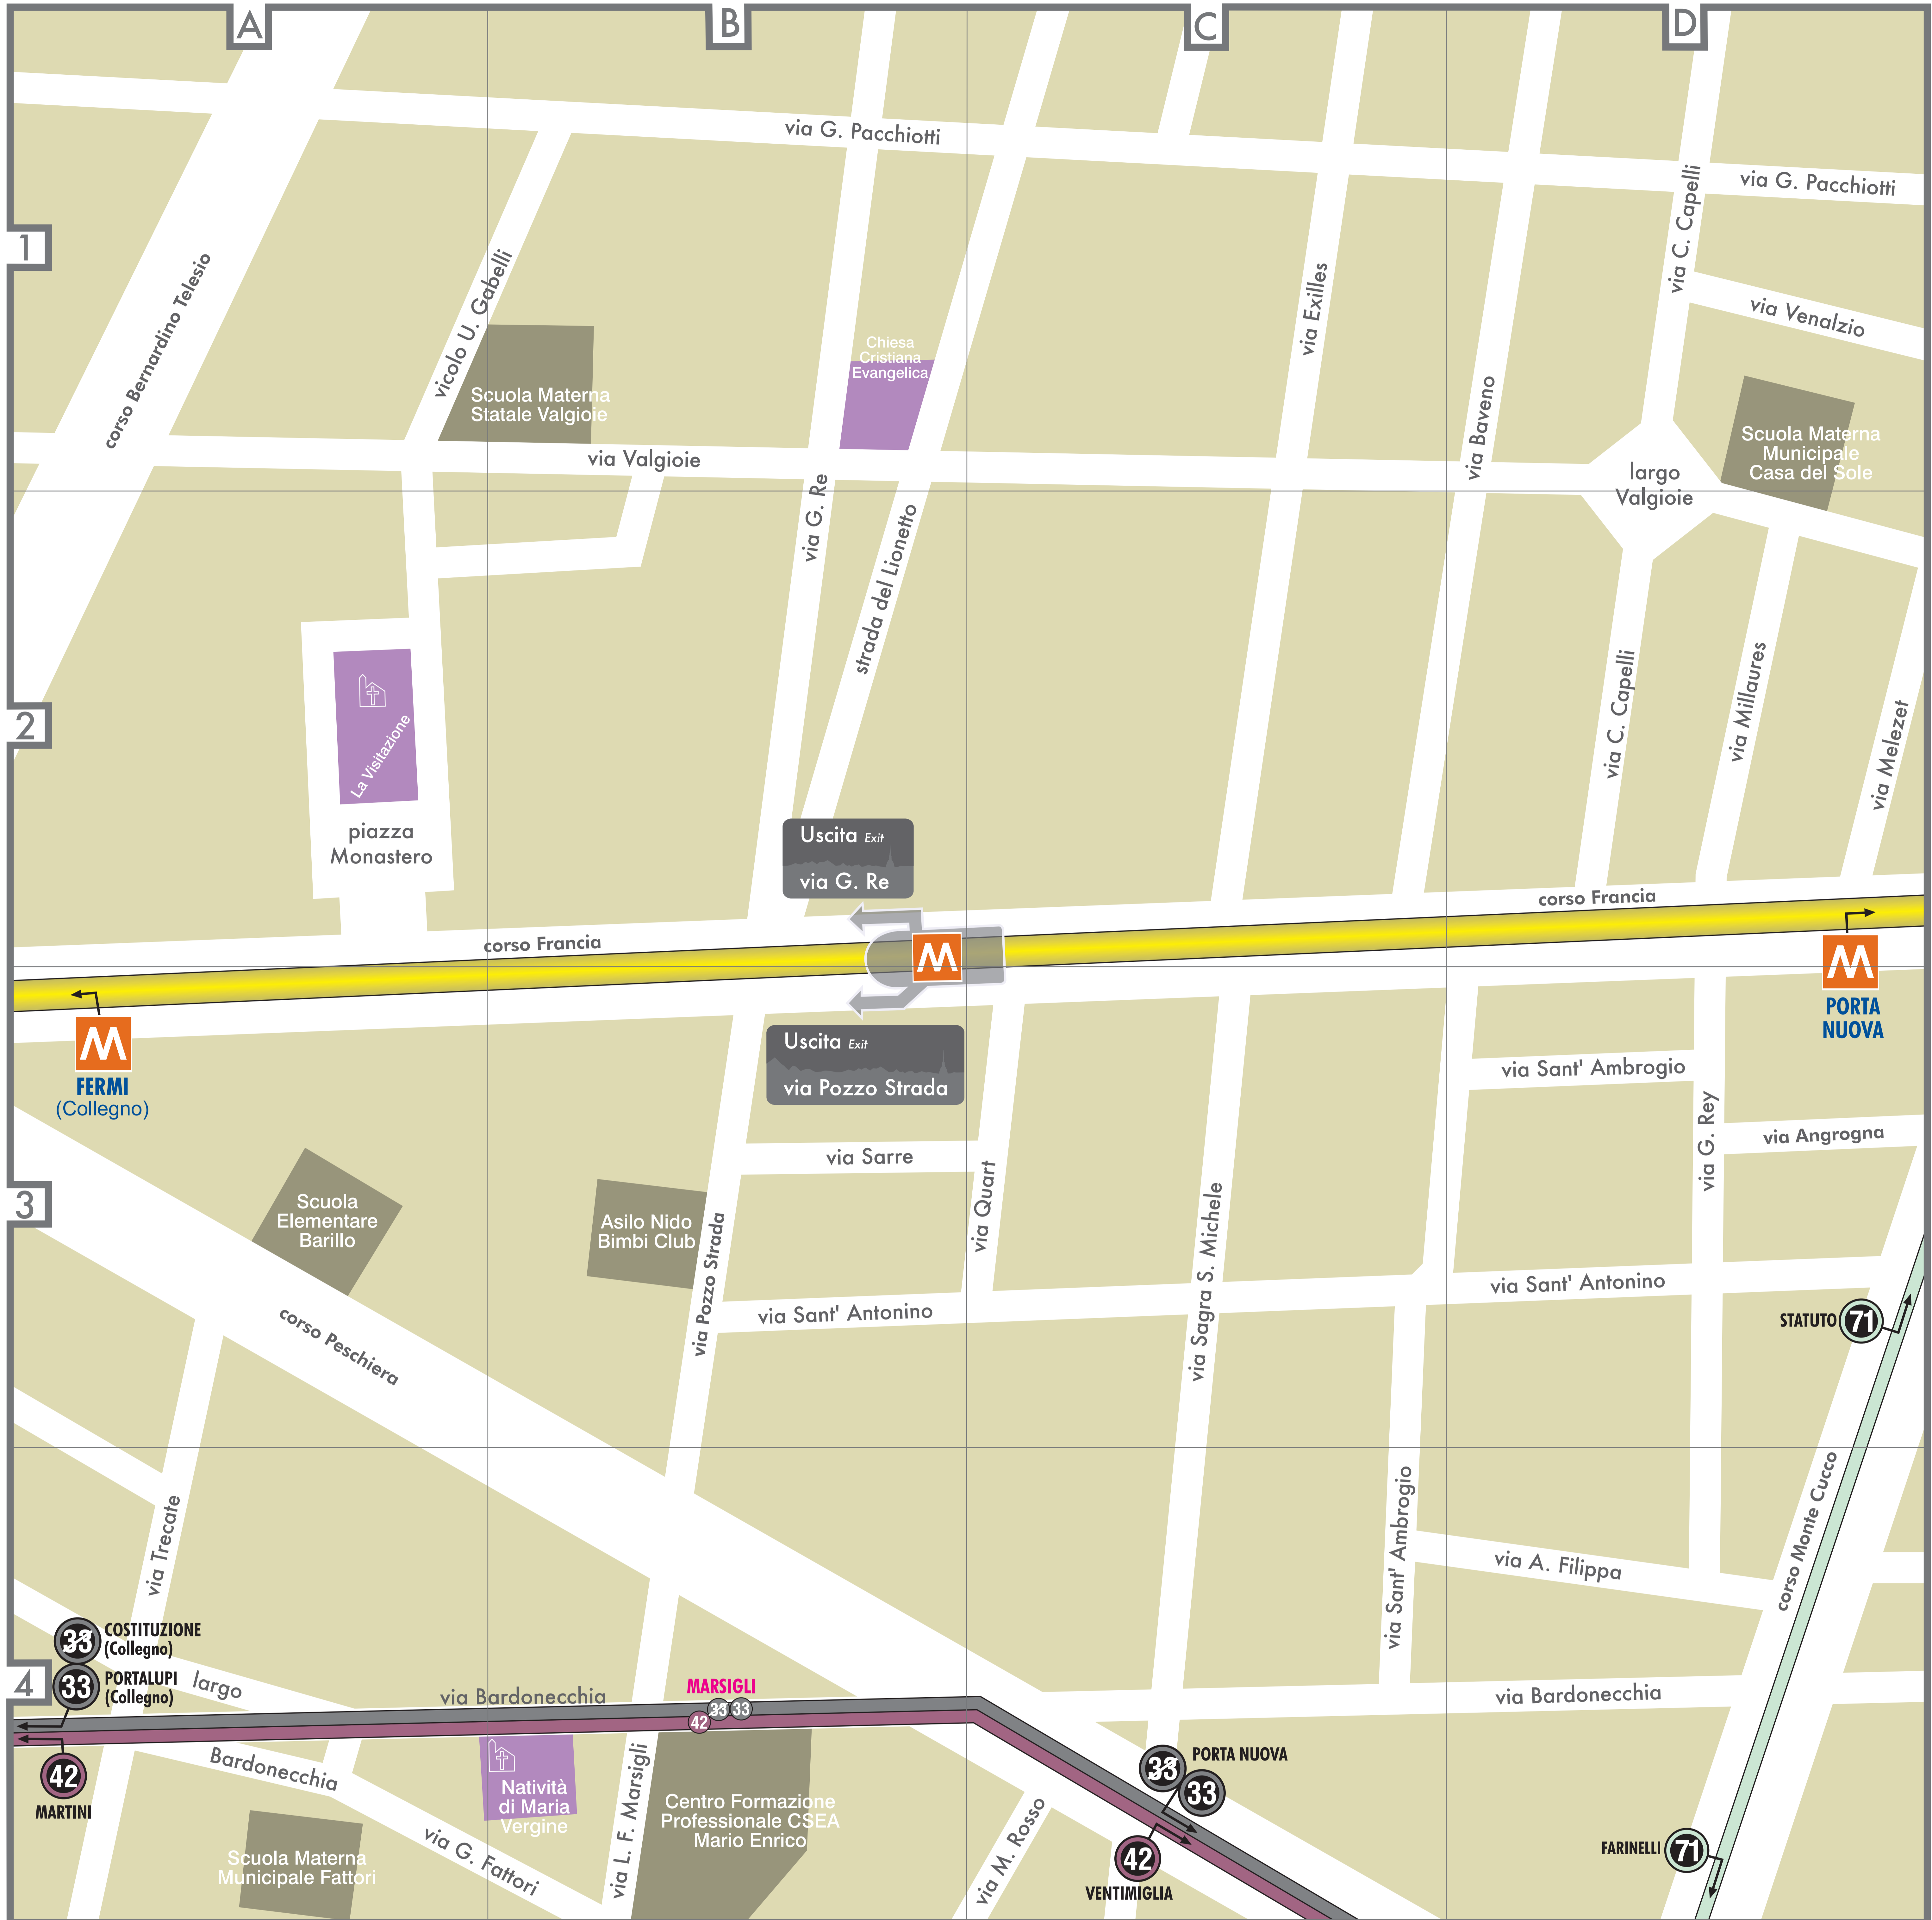 A
B
C
D
via G. Pacchiotti
via G. Pacchiotti
via C. Capelli
1
corso Bernardino Telesio
vicolo U. Gabelli
via Exilles
via Venalzio
Chiesa
Cristiana
Evangelica
via Baveno
Scuola Materna
Statale Valgioie
Scuola Materna
Municipale
Casa del Sole
via Valgioie
largo
Valgioie
via G. Re
strada del Lionetto
2
La Visitazione
via C. Capelli
via Millaures
via Melezet
piazza
Monastero
Uscita Exit
via G. Re
corso Francia
corso Francia
M
M
PORTA
NUOVA
M
FERMI
(Collegno)
Uscita Exit
via Pozzo Strada
via Sant' Ambrogio
via G. Rey
via Angrogna
via Sarre
3
Scuola
Elementare
Barillo
Asilo Nido
Bimbi Club
via Pozzo Strada
via Quart
via Sagra S. Michele
via Sant' Antonino
via Sant' Antonino
STATUTO
71
corso Peschiera
via Trecate
via Sant' Ambrogio
via A. Filippa
corso Monte Cucco
33
COSTITUZIONE
(Collegno)
4
33
PORTALUPI
(Collegno)
largo
via Bardonecchia
MARSIGLI
33
33
42
via Bardonecchia
42
MARTINI
Bardonecchia
Natività
di Maria
Vergine
via L. F. Marsigli
Centro Formazione
Professionale CSEA
Mario Enrico
33
PORTA NUOVA
33
via M. Rosso
42
VENTIMIGLIA
Scuola Materna
Municipale Fattori
via G. Fattori
FARINELLI
71